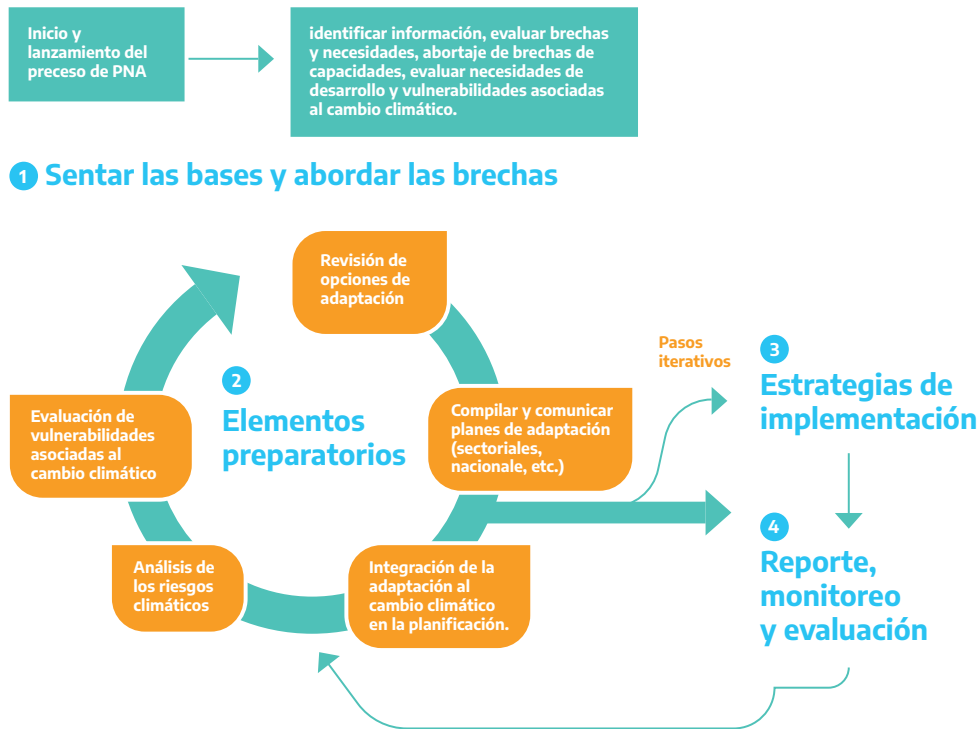 Inicio y
lanzamiento del
preceso de PNA
identificar información, evaluar brechas
y necesidades, abortaje de brechas de
capacidades, evaluar necesidades de
desarrollo y vulnerabilidades asociadas
al cambio climático.
1 Sentar las bases y abordar las brechas
Revisión de
opciones de
adaptación
Pasos
iterativos
3
Estrategias de
implementación
2
Elementos
preparatorios
Evaluación de
vulnerabilidades
asociadas al
cambio climático
Compilar y comunicar
planes de adaptación
(sectoriales,
nacionale, etc.)
4
Reporte,
monitoreo
y evaluación
Análisis de
los riesgos
climáticos
Integración de la
adaptación al
cambio climático
en la planificación.